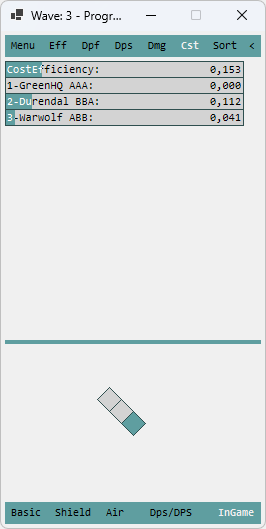 Wave: 3 - Progr...
Menu Eff Dpf Dps Dmg Cst Sort <
CostEfficiency: 0,153
1-GreenHQ AAA: 0,000
2-Durendal BBA: 0,112
3-Warwolf ABB: 0,041
Basic Shield Air Dps/DPS InGame